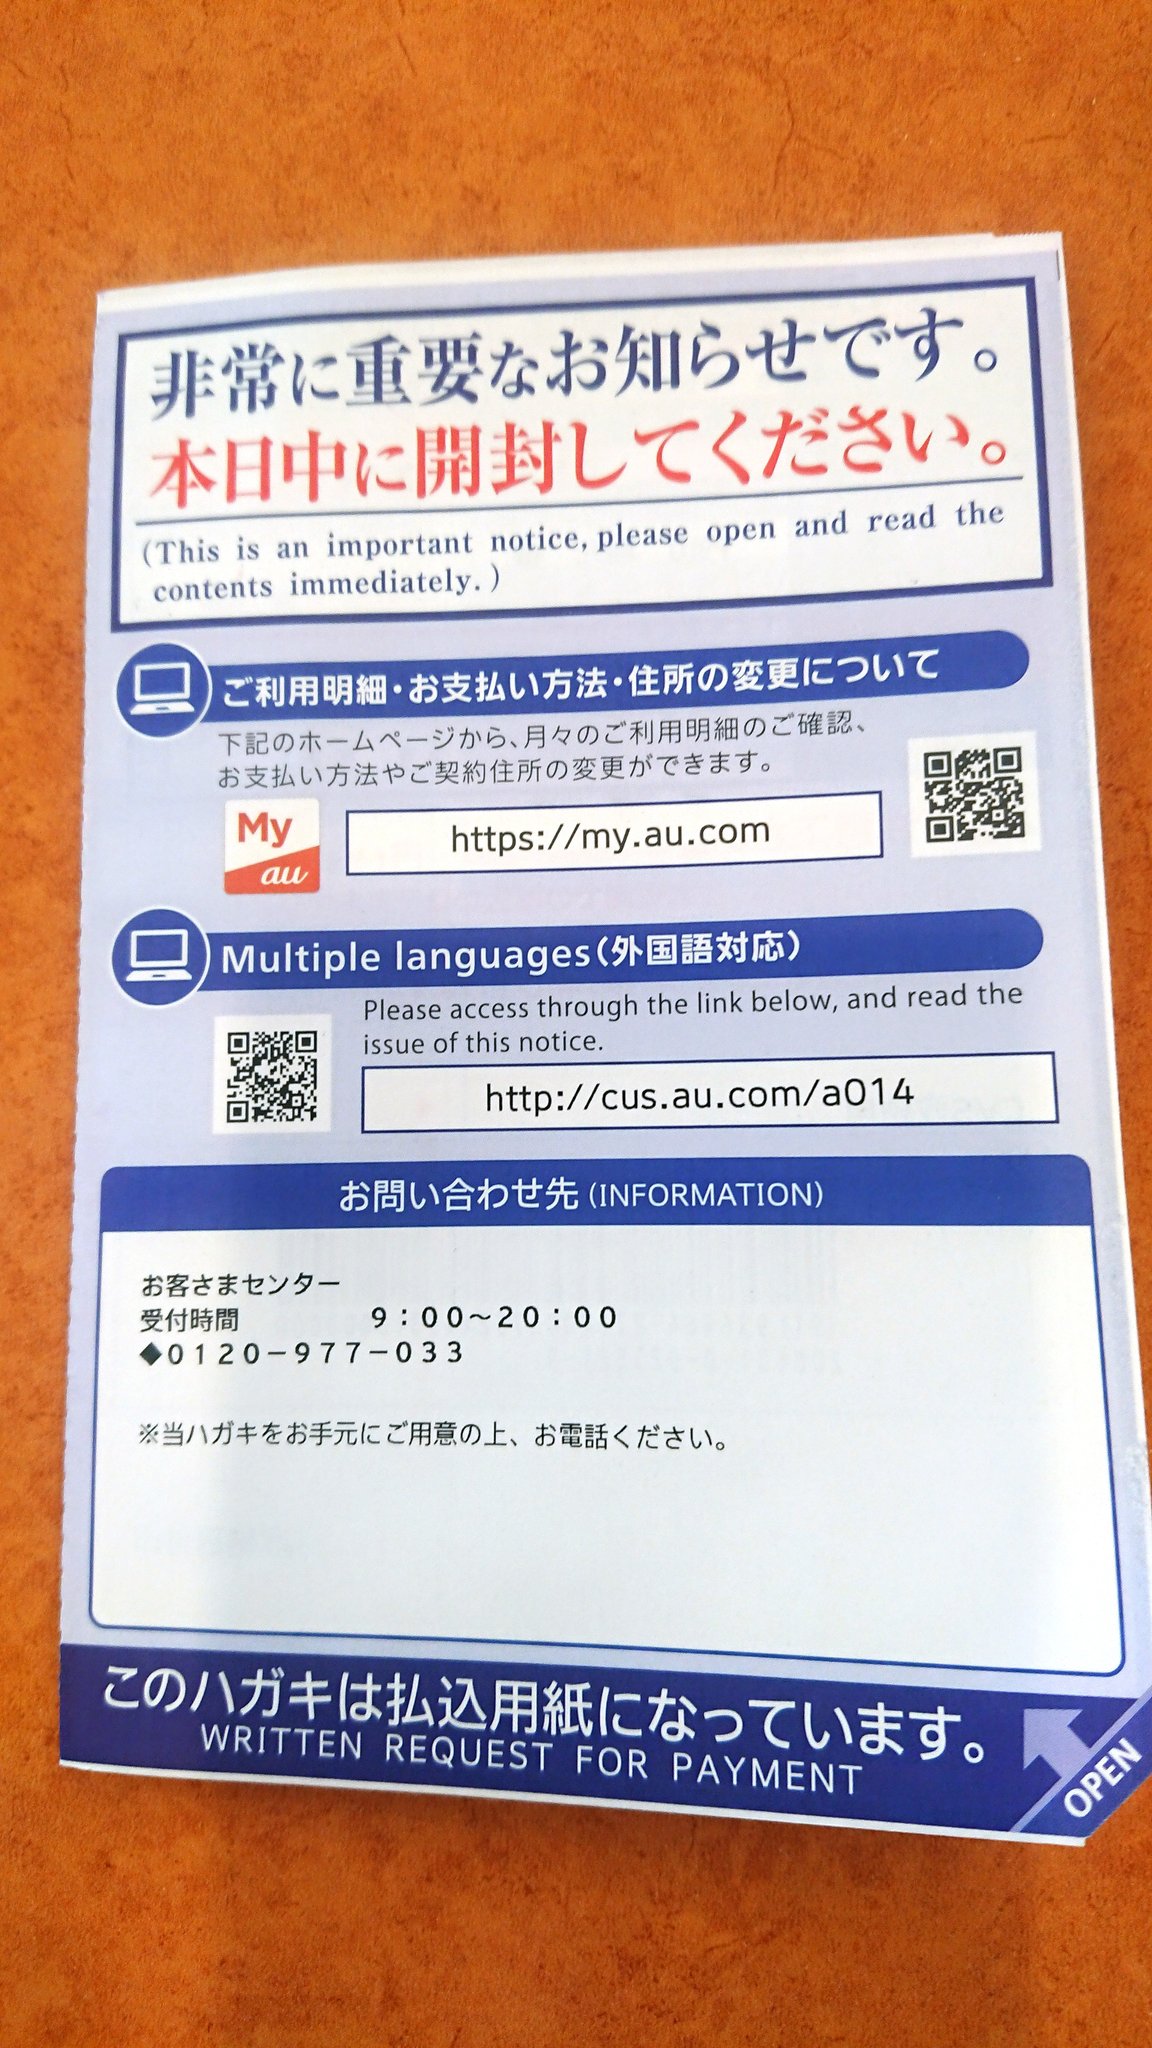 非常に重要なお知らせです。
本日中に開封してください。
(This is an important notice, please open and read the
contents immediately.)
ご利用明細・お支払い方法・住所の変更について
下記のホームページから、月々のご利用明細のご確認、
お支払い方法やご契約住所の変更ができます。
My
au
https://my.au.com
Multiple languages(外国語対応)
Please access through the link below, and read the
issue of this notice.
http://cus.au.com/a014
お問い合わせ先(INFORMATION)
お客さまセンター
受付時間 9：00～20：00
◆0120-977-033
※当ハガキをお手元にご用意の上、お電話ください。
このハガキは払込用紙になっています。
WRITTEN REQUEST FOR PAYMENT
OPEN